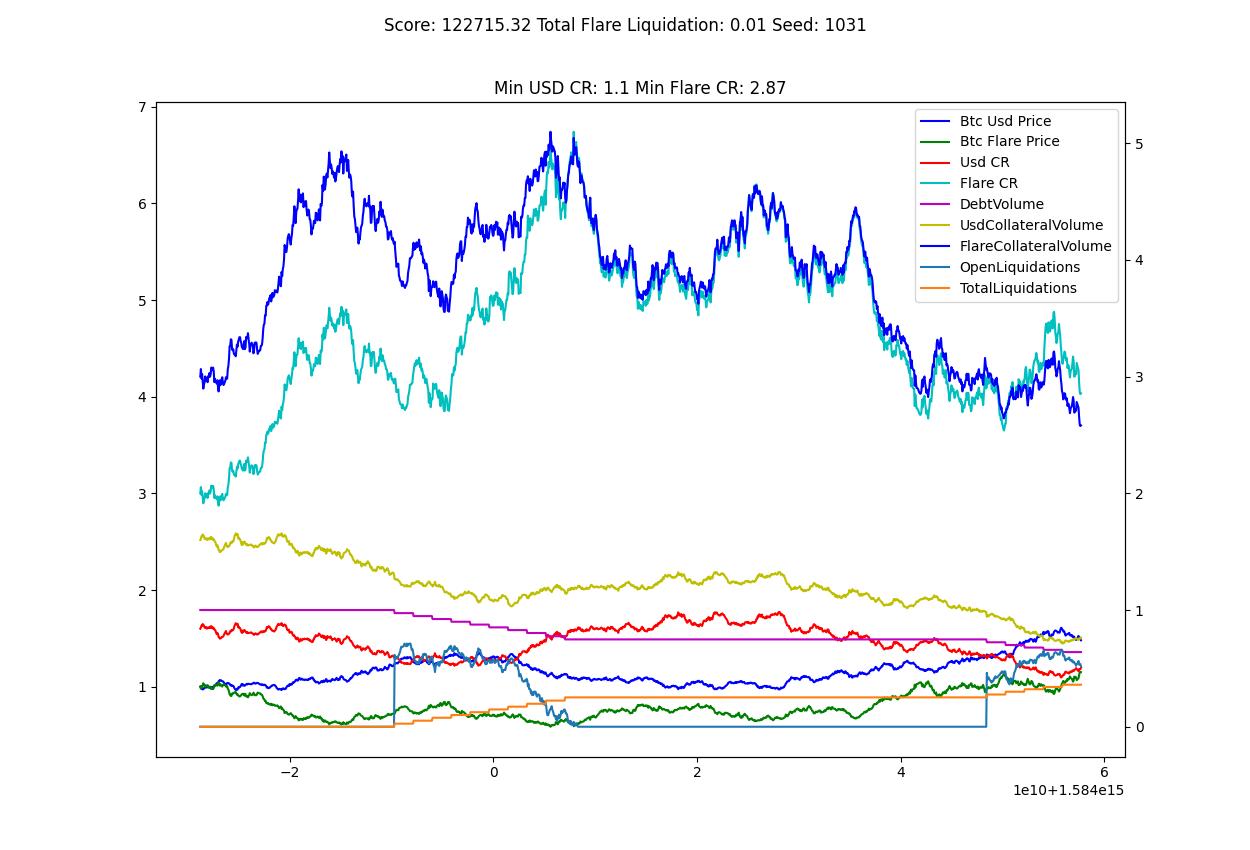 Score: 122715.32 Total Flare Liquidation: 0.01 Seed: 1031
Min USD CR: 1.1 Min Flare CR: 2.87
7
6
5
4
3
2
1
5
4
3
2
1
0
Btc Usd Price
Btc Flare Price
Usd CR
Flare CR
DebtVolume
UsdCollateralVolume
FlareCollateralVolume
OpenLiquidations
TotalLiquidations
−2 0 2 4 6
1e10+1.584e15